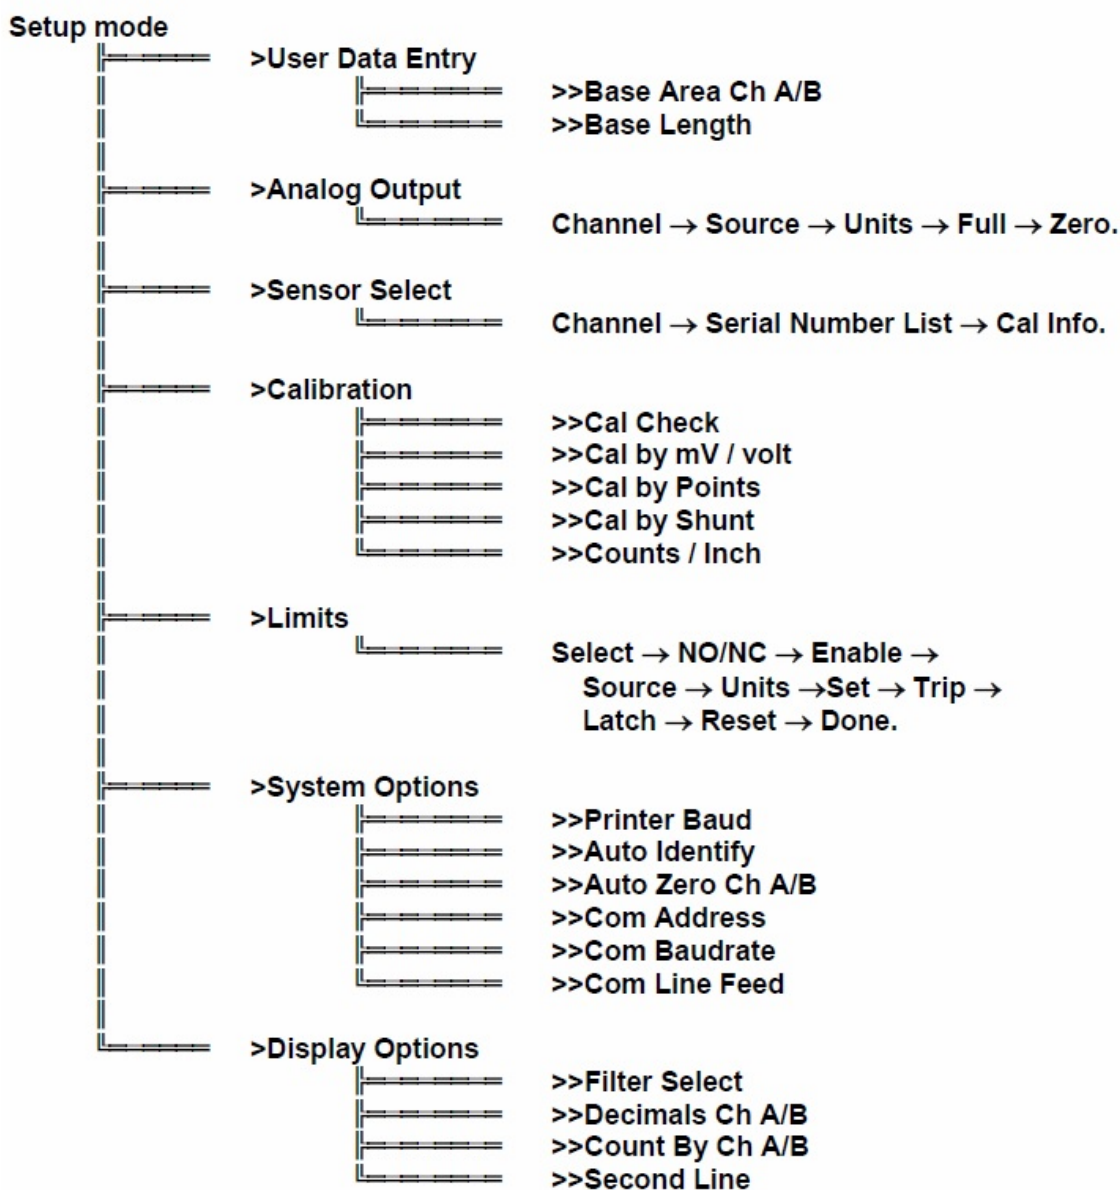 Setup mode
>User Data Entry
>>Base Area Ch A/B
>>Base Length
>Analog Output
Channel → Source → Units → Full → Zero.
>Sensor Select
Channel → Serial Number List → Cal Info.
>Calibration
>>Cal Check
>>Cal by mV / volt
>>Cal by Points
>>Cal by Shunt
>>Counts / Inch
>Limits
Select → NO/NC → Enable →
Source → Units →Set → Trip →
Latch → Reset → Done.
>System Options
>>Printer Baud
>>Auto Identify
>>Auto Zero Ch A/B
>>Com Address
>>Com Baudrate
>>Com Line Feed
>Display Options
>>Filter Select
>>Decimals Ch A/B
>>Count By Ch A/B
>>Second Line